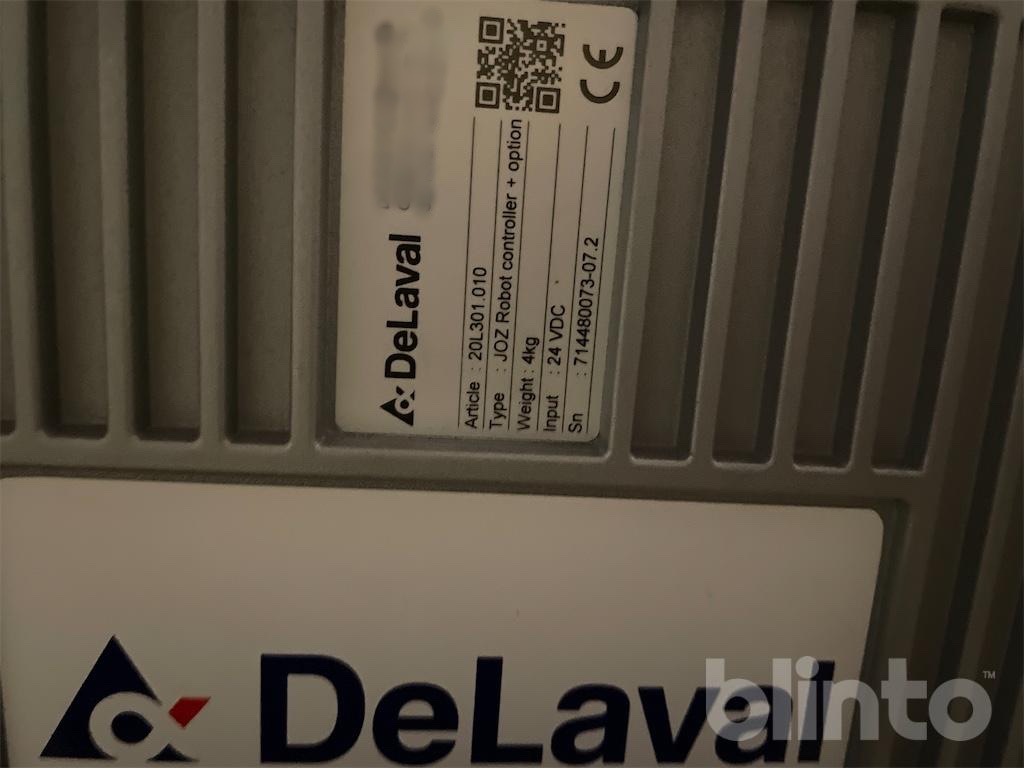 DeLaval
Article : 20L301.010
Type : JOZ Robot controller + option
Weight : 4kg
Input : 24 VDC
Sn : 714480073-07.2
CE
DeLaval
blinto™